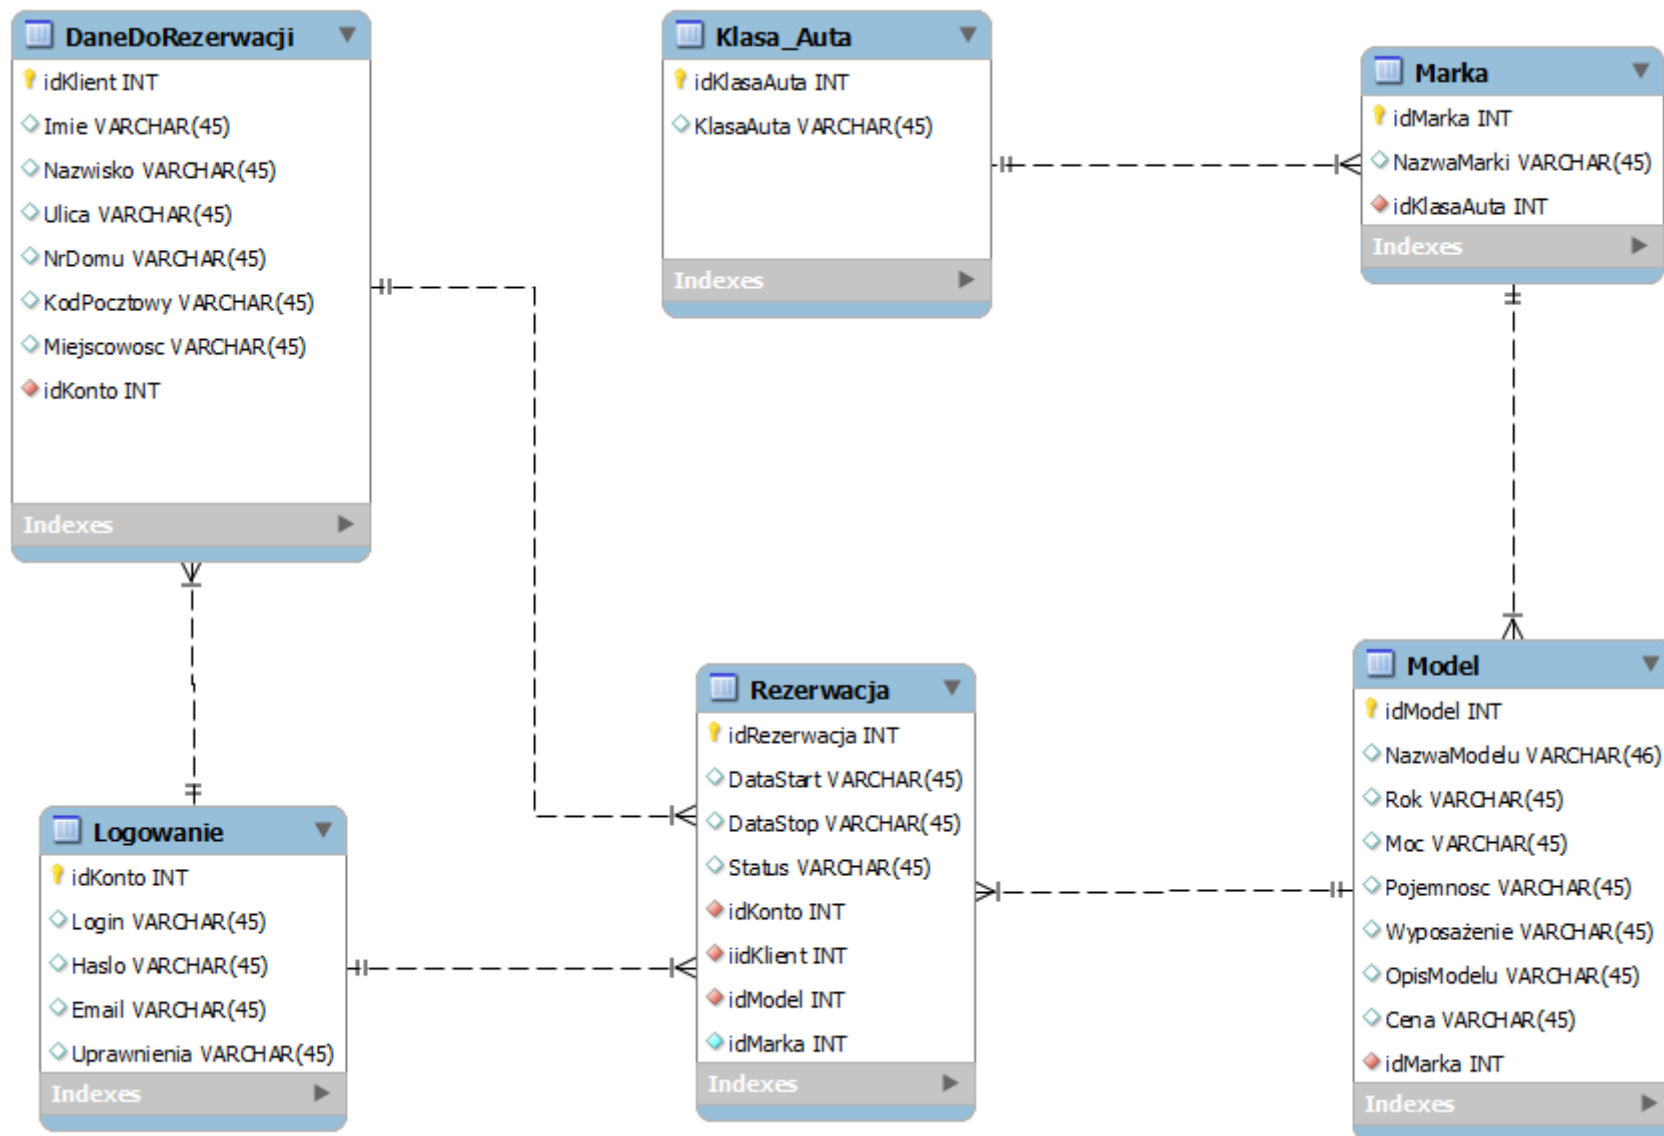 DaneDoRezerwacji
idKlient INT
Imie VARCHAR(45)
Nazwisko VARCHAR(45)
Ulica VARCHAR(45)
NrDomu VARCHAR(45)
KodPocztowy VARCHAR(45)
Miejscowosc VARCHAR(45)
idKonto INT
Indexes
Klasa_Auta
idKlasaAuta INT
KlasaAuta VARCHAR(45)
Indexes
Marka
idMarka INT
NazwaMarki VARCHAR(45)
idKlasaAuta INT
Indexes
Logowanie
idKonto INT
Login VARCHAR(45)
Haslo VARCHAR(45)
Email VARCHAR(45)
Uprawnienia VARCHAR(45)
Indexes
Rezerwacja
idRezerwacja INT
DataStart VARCHAR(45)
DataStop VARCHAR(45)
Status VARCHAR(45)
idKonto INT
iidKlient INT
idModel INT
idMarka INT
Indexes
Model
idModel INT
NazwaModelu VARCHAR(46)
Rok VARCHAR(45)
Moc VARCHAR(45)
Pojemnosc VARCHAR(45)
Wyposażenie VARCHAR(45)
OpisModelu VARCHAR(45)
Cena VARCHAR(45)
idMarka INT
Indexes